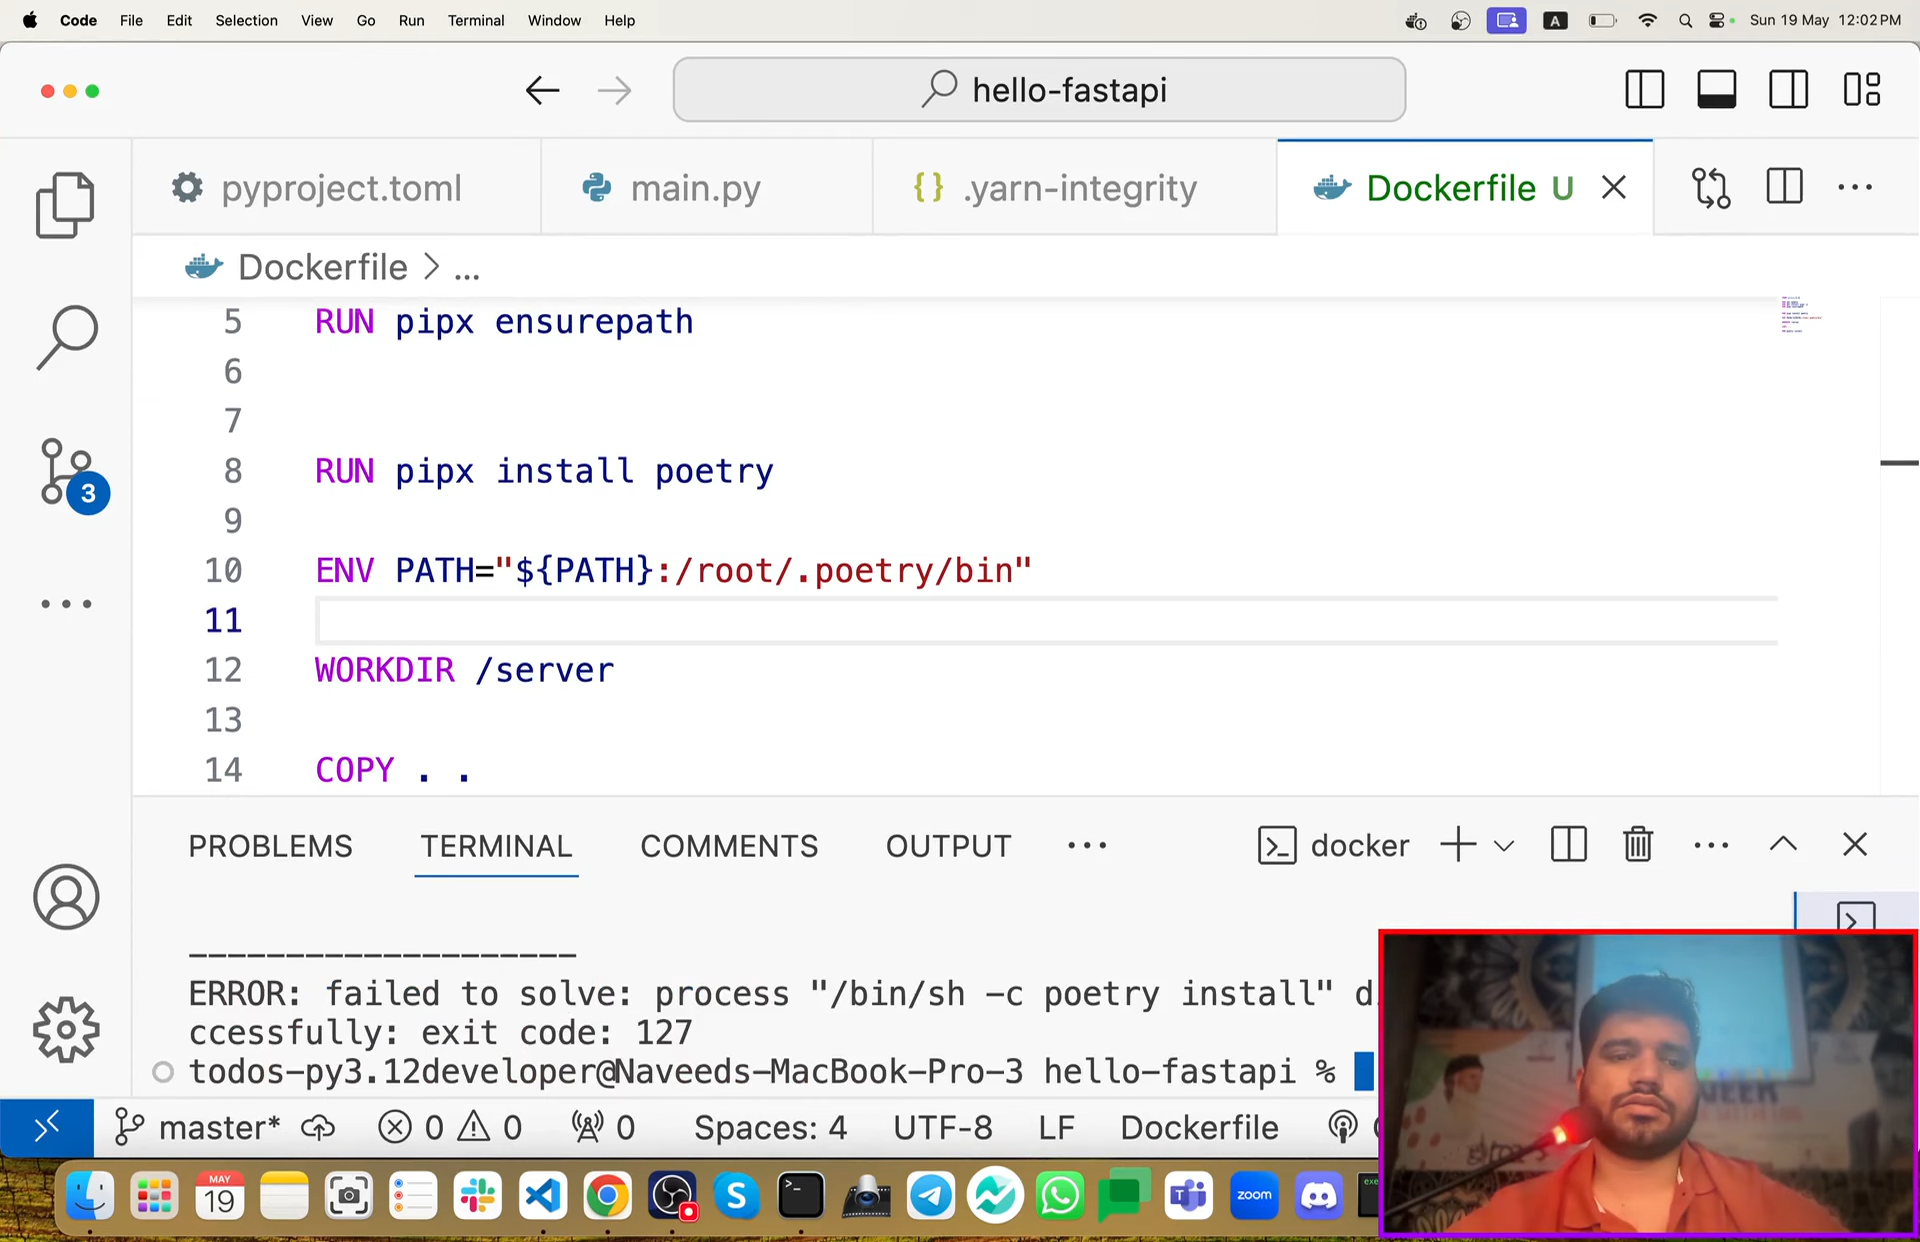 Code File Edit Selection View Go Run Terminal Window Help A Sun 19 May 12:02 PM
hello-fastapi
pyproject.toml main.py {} .yarn-integrity Dockerfile U
Dockerfile > ...
5 RUN pipx ensurepath
6
7
8 RUN pipx install poetry
9
10 ENV PATH="${PATH}:/root/.poetry/bin"
11
12 WORKDIR /server
13
14 COPY . .
3
PROBLEMS TERMINAL COMMENTS OUTPUT docker
--------------------
ERROR: failed to solve: process "/bin/sh -c poetry install" d
ccessfully: exit code: 127
todos-py3.12developer@Naveeds-MacBook-Pro-3 hello-fastapi %
master* 0 0 0 Spaces: 4 UTF-8 LF Dockerfile
MAY
19
S
zoom
exe